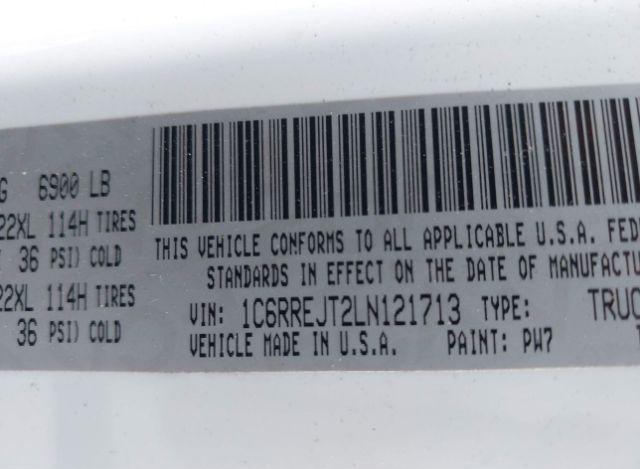 G 6900 LB
22XL 114H TIRES
36 PSI) COLD
22XL 114H TIRES
36 PSI) COLD
THIS VEHICLE CONFORMS TO ALL APPLICABLE U.S.A. FEDE
STANDARDS IN EFFECT ON THE DATE OF MANUFACTU
VIN: 1C6RREJT2LN121713 TYPE: TRUC
VEHICLE MADE IN U.S.A. PAINT: PW7